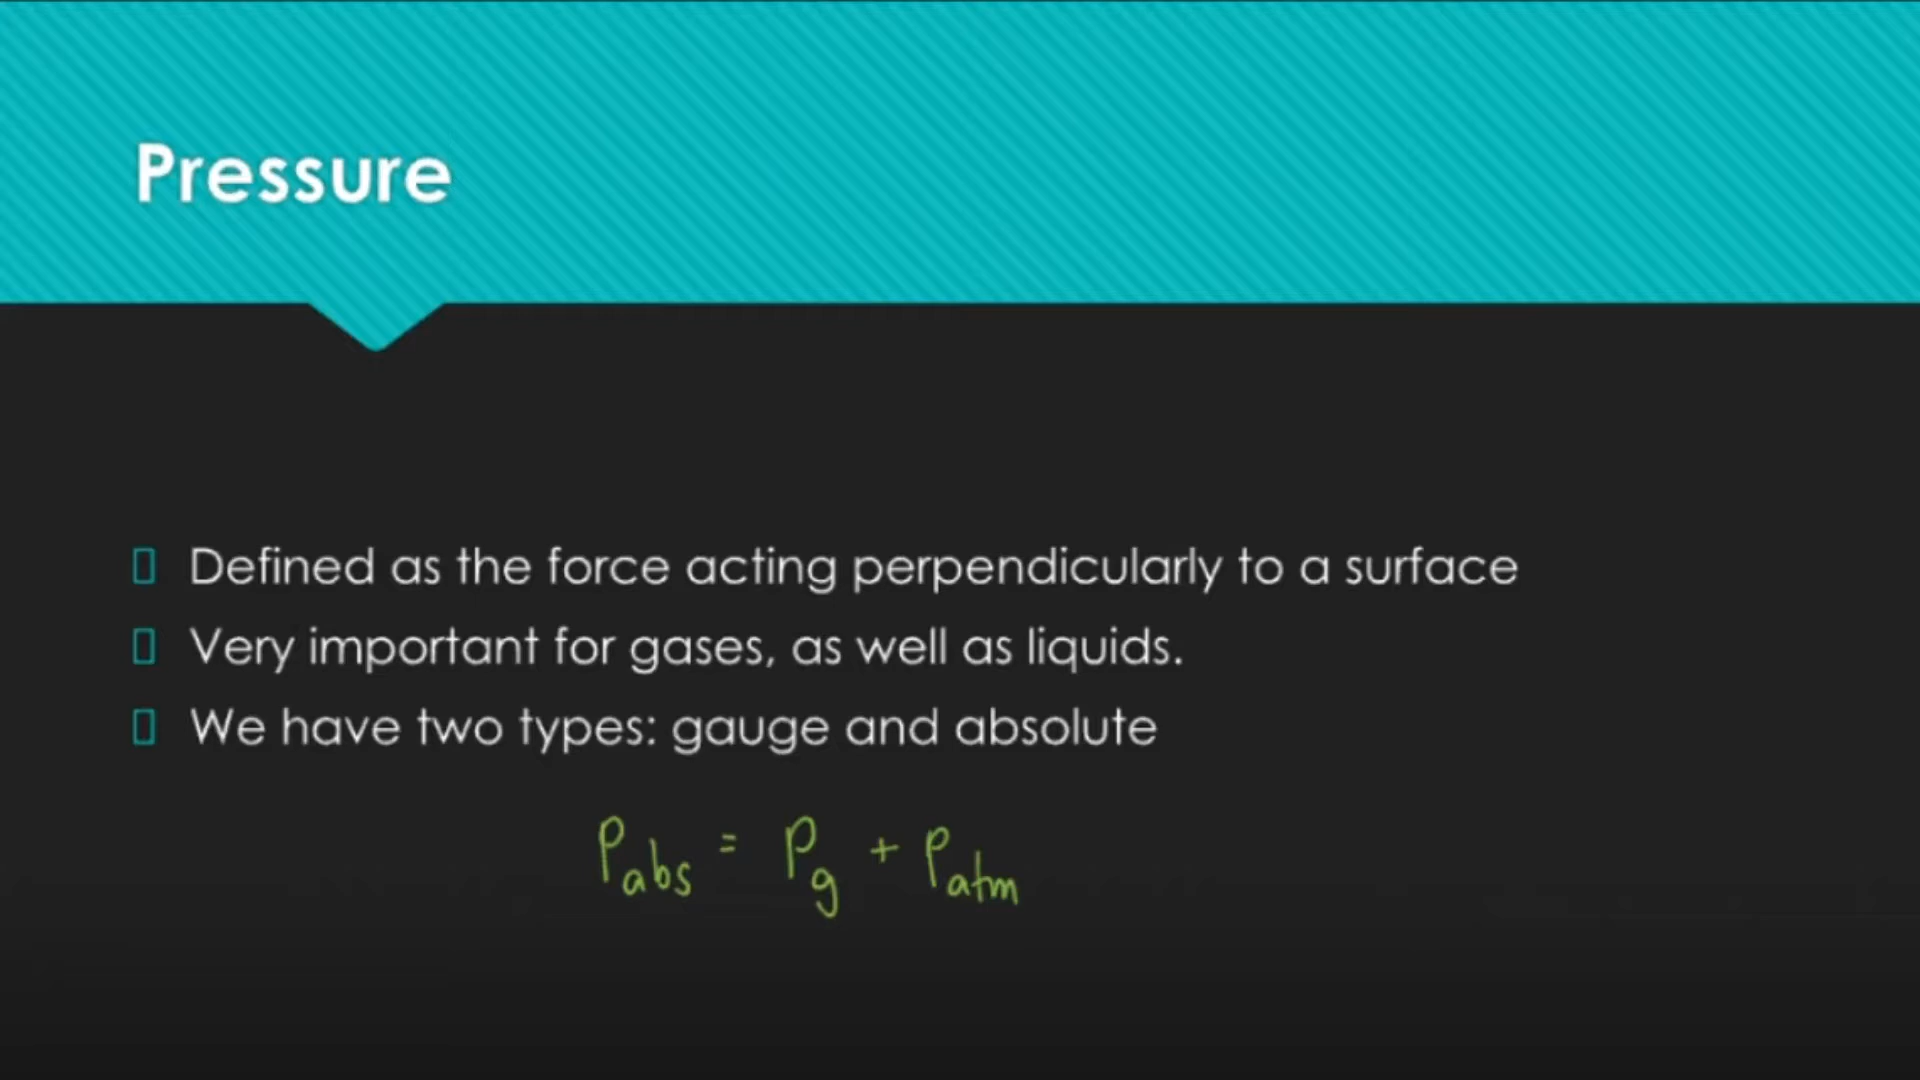 Pressure
Defined as the force acting perpendicularly to a surface
Very important for gases, as well as liquids.
We have two types: gauge and absolute
Pabs = Pg + Patm